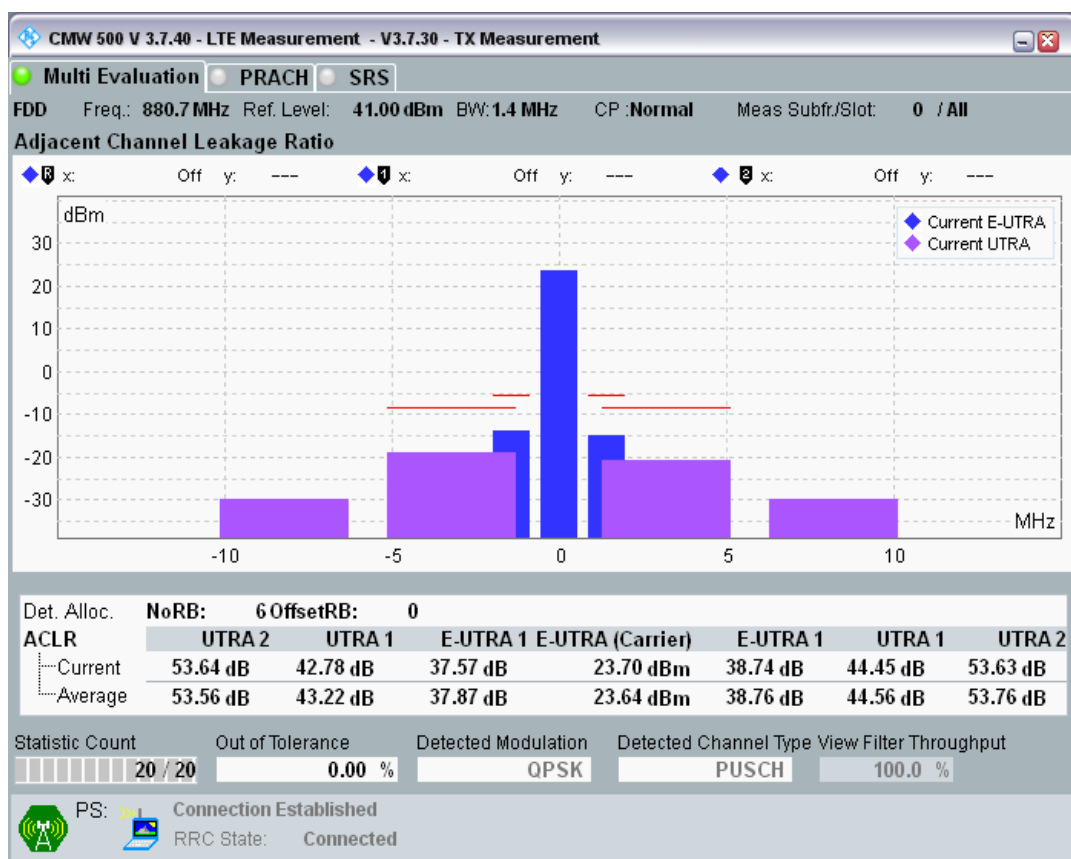 CMW 500 V 3.7.40 - LTE Measurement - V3.7.30 - TX Measurement
Multi Evaluation PRACH SRS
FDD Freq.: 880.7 MHz Ref. Level: 41.00 dBm BW: 1.4 MHz CP : Normal Meas Subfr./Slot: 0 / All
Adjacent Channel Leakage Ratio
R x: Off y: --- 1 x: Off y: --- 2 x: Off y: ---
dBm
Current E-UTRA
Current UTRA
30
20
10
0
-10
-20
-30
MHz
-10 -5 0 5 10
Det. Alloc. NoRB: 6 OffsetRB: 0
ACLR UTRA 2 UTRA 1 E-UTRA 1 E-UTRA (Carrier) E-UTRA 1 UTRA 1 UTRA 2
Current 53.64 dB 42.78 dB 37.57 dB 23.70 dBm 38.74 dB 44.45 dB 53.63 dB
Average 53.56 dB 43.22 dB 37.87 dB 23.64 dBm 38.76 dB 44.56 dB 53.76 dB
Statistic Count Out of Tolerance Detected Modulation Detected Channel Type View Filter Throughput
20 / 20 0.00 % QPSK PUSCH 100.0 %
PS: Connection Established
RRC State: Connected